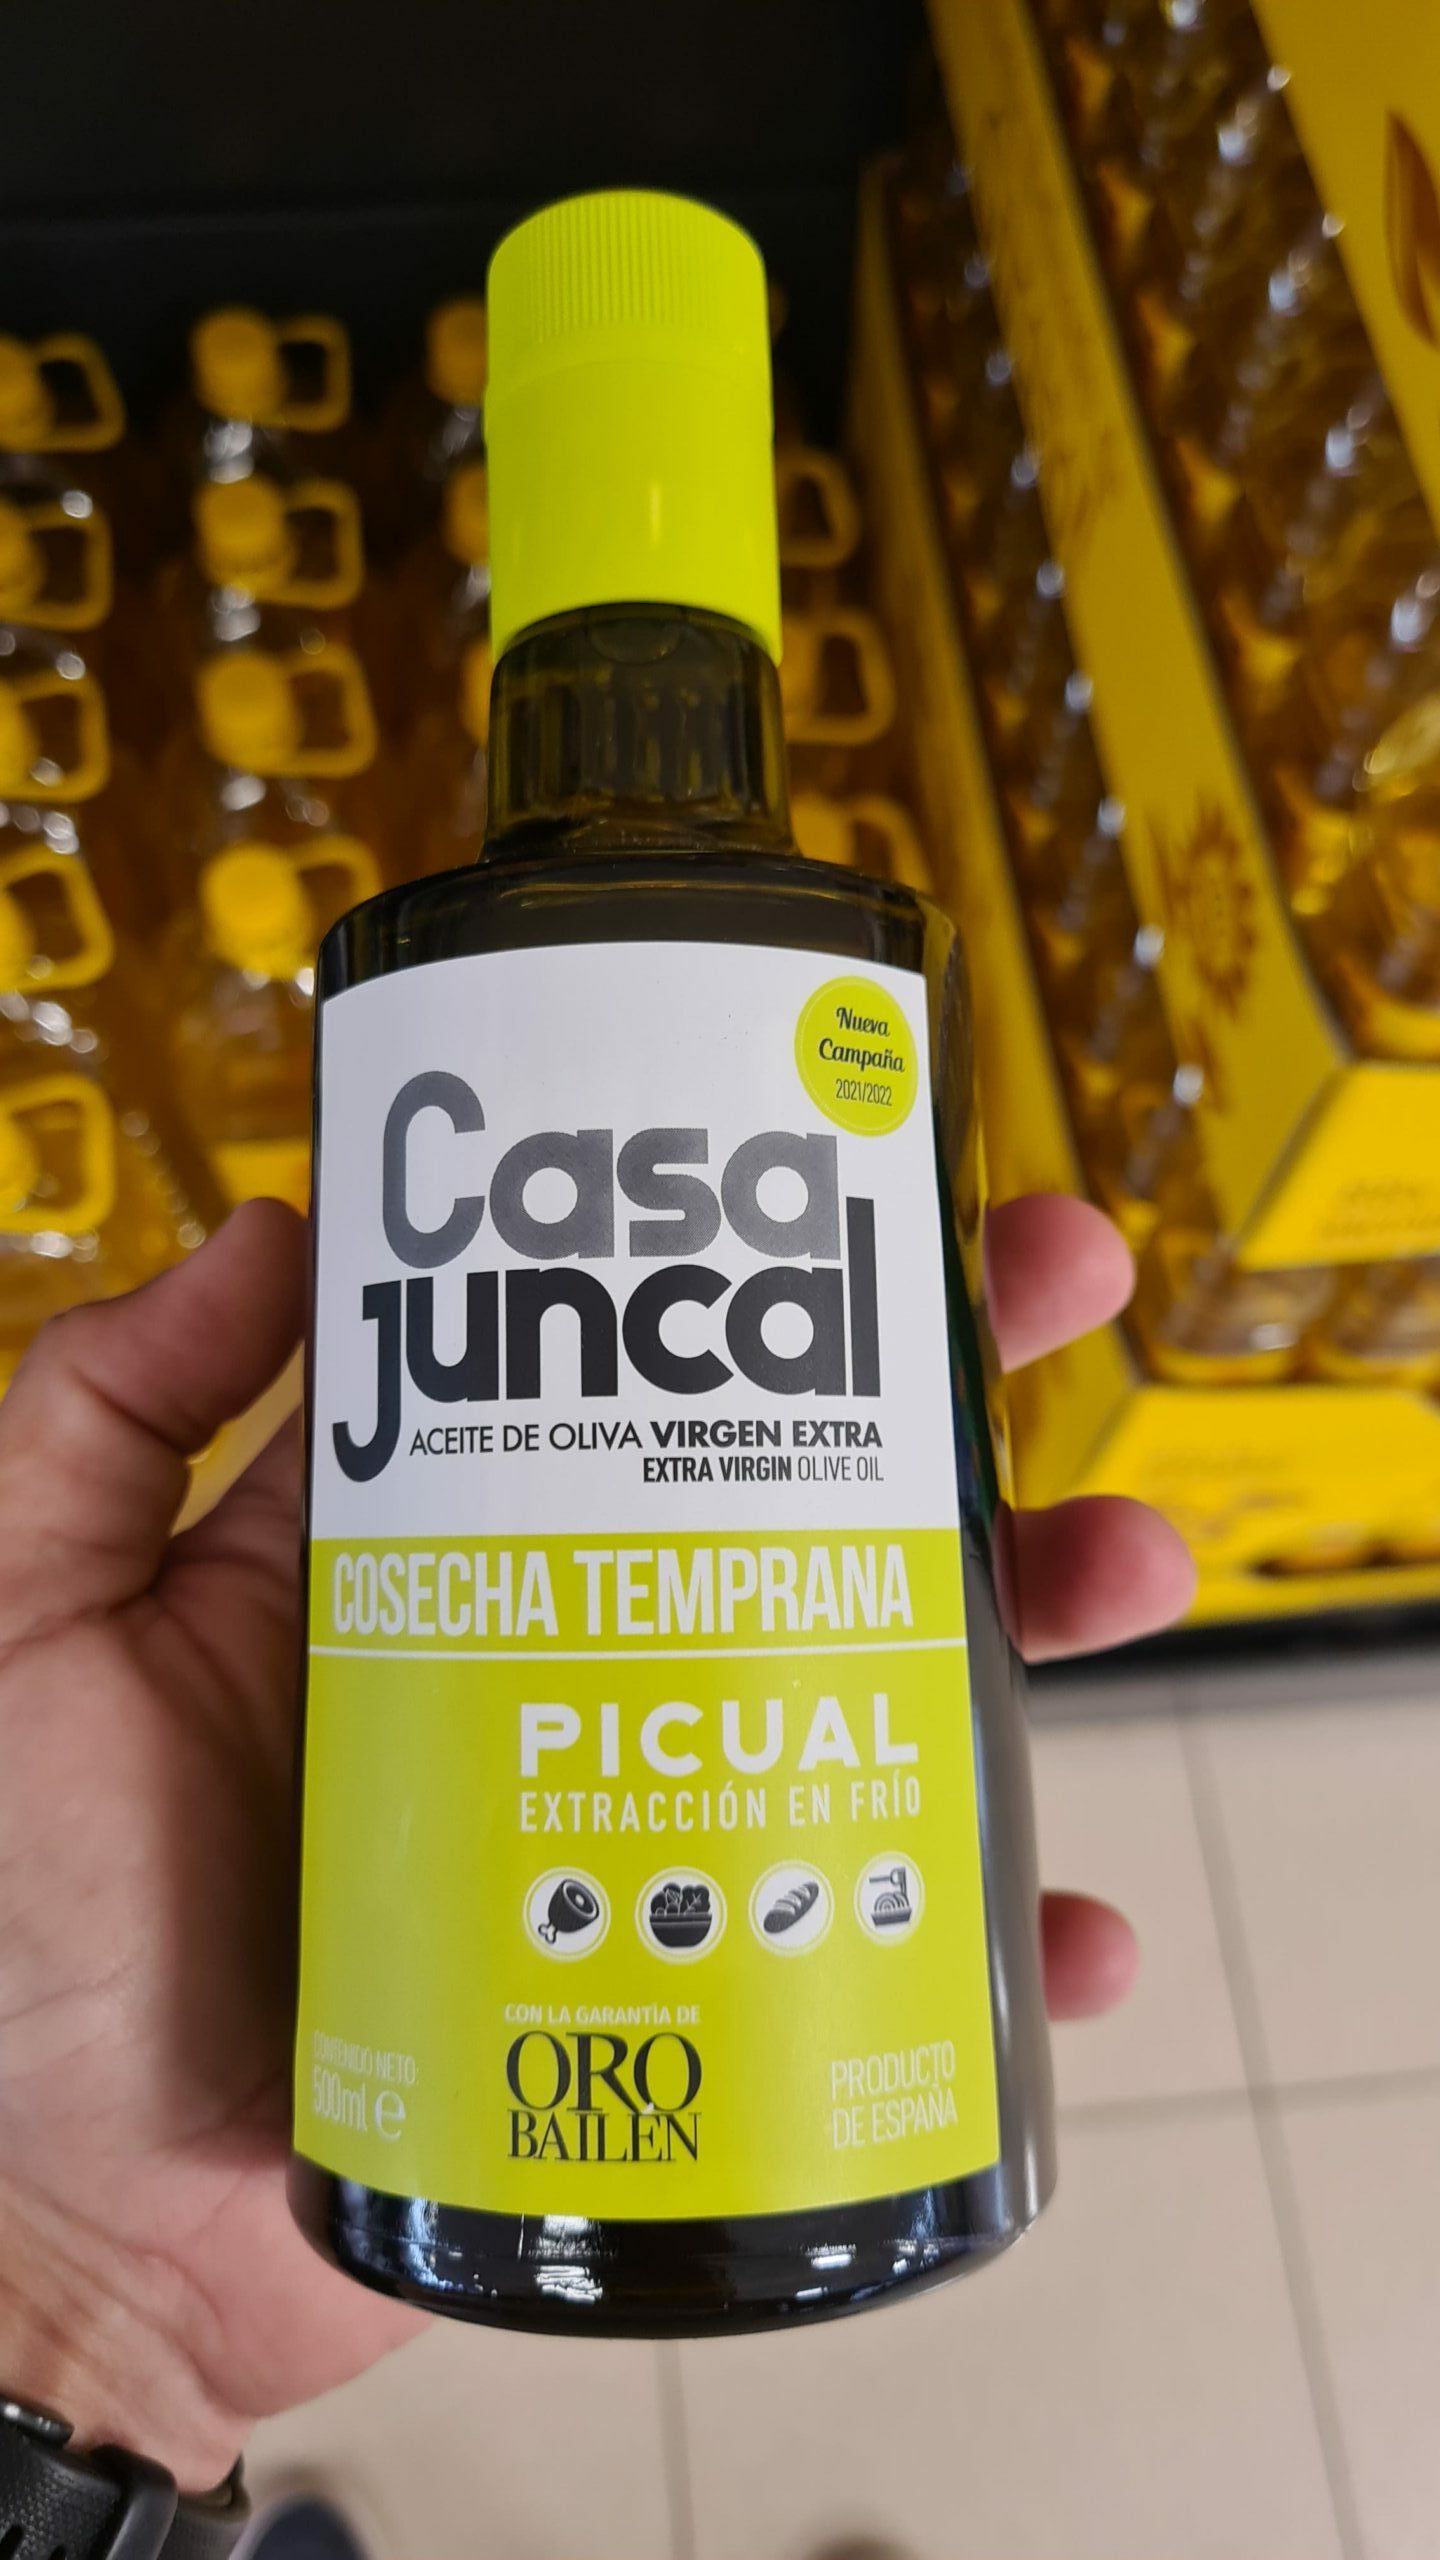 Nueva
Campaña
2021/2022
Casa
Juncal
ACEITE DE OLIVA VIRGEN EXTRA
EXTRA VIRGIN OLIVE OIL
COSECHA TEMPRANA
PICUAL
EXTRACCIÓN EN FRÍO
CON LA GARANTÍA DE
ORO
BAILÉN
CONTENIDO NETO:
500ml e
PRODUCTO
DE ESPAÑA